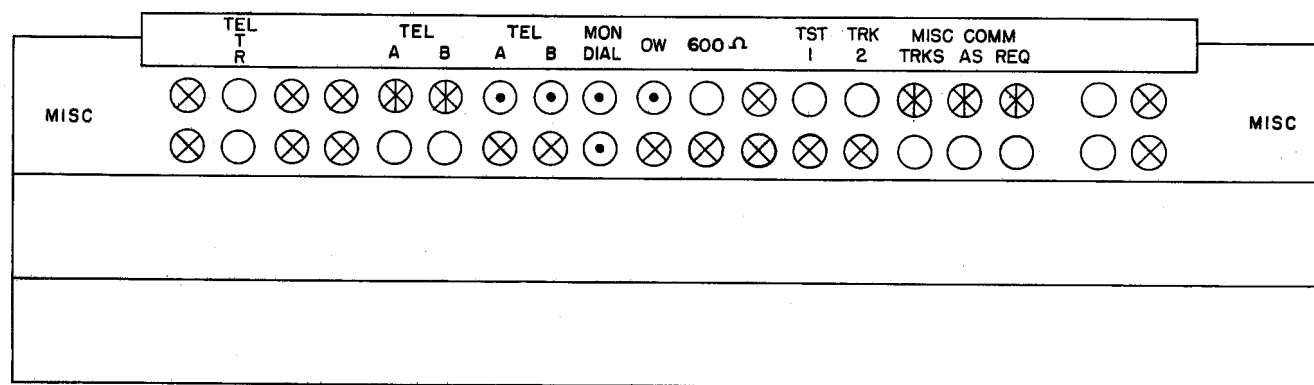 TEL
T
R
TEL
A B
TEL
A B
MON
DIAL
OW
600 Ω
TST
1
TRK
2
MISC COMM
TRKS AS REQ
MISC
MISC